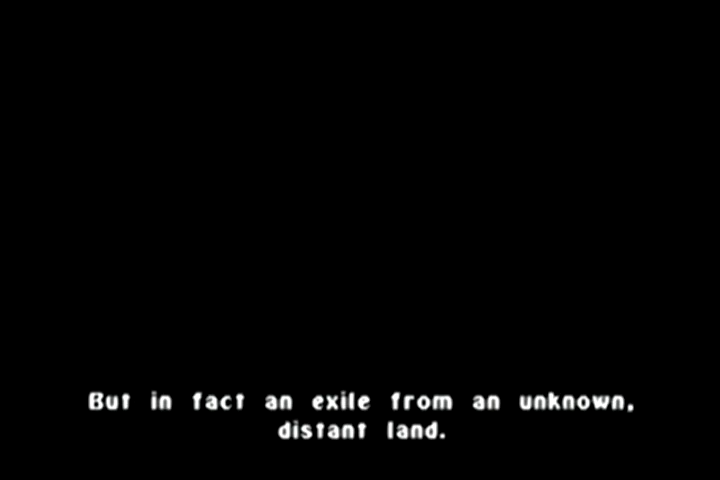 But in fact an exile from an unknown,
distant land.